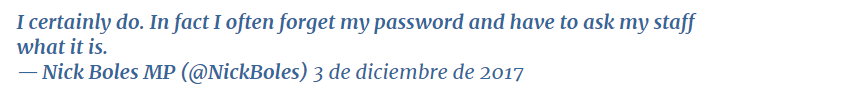 I certainly do. In fact I often forget my password and have to ask my staff
what it is.
— Nick Boles MP (@NickBoles) 3 de diciembre de 2017